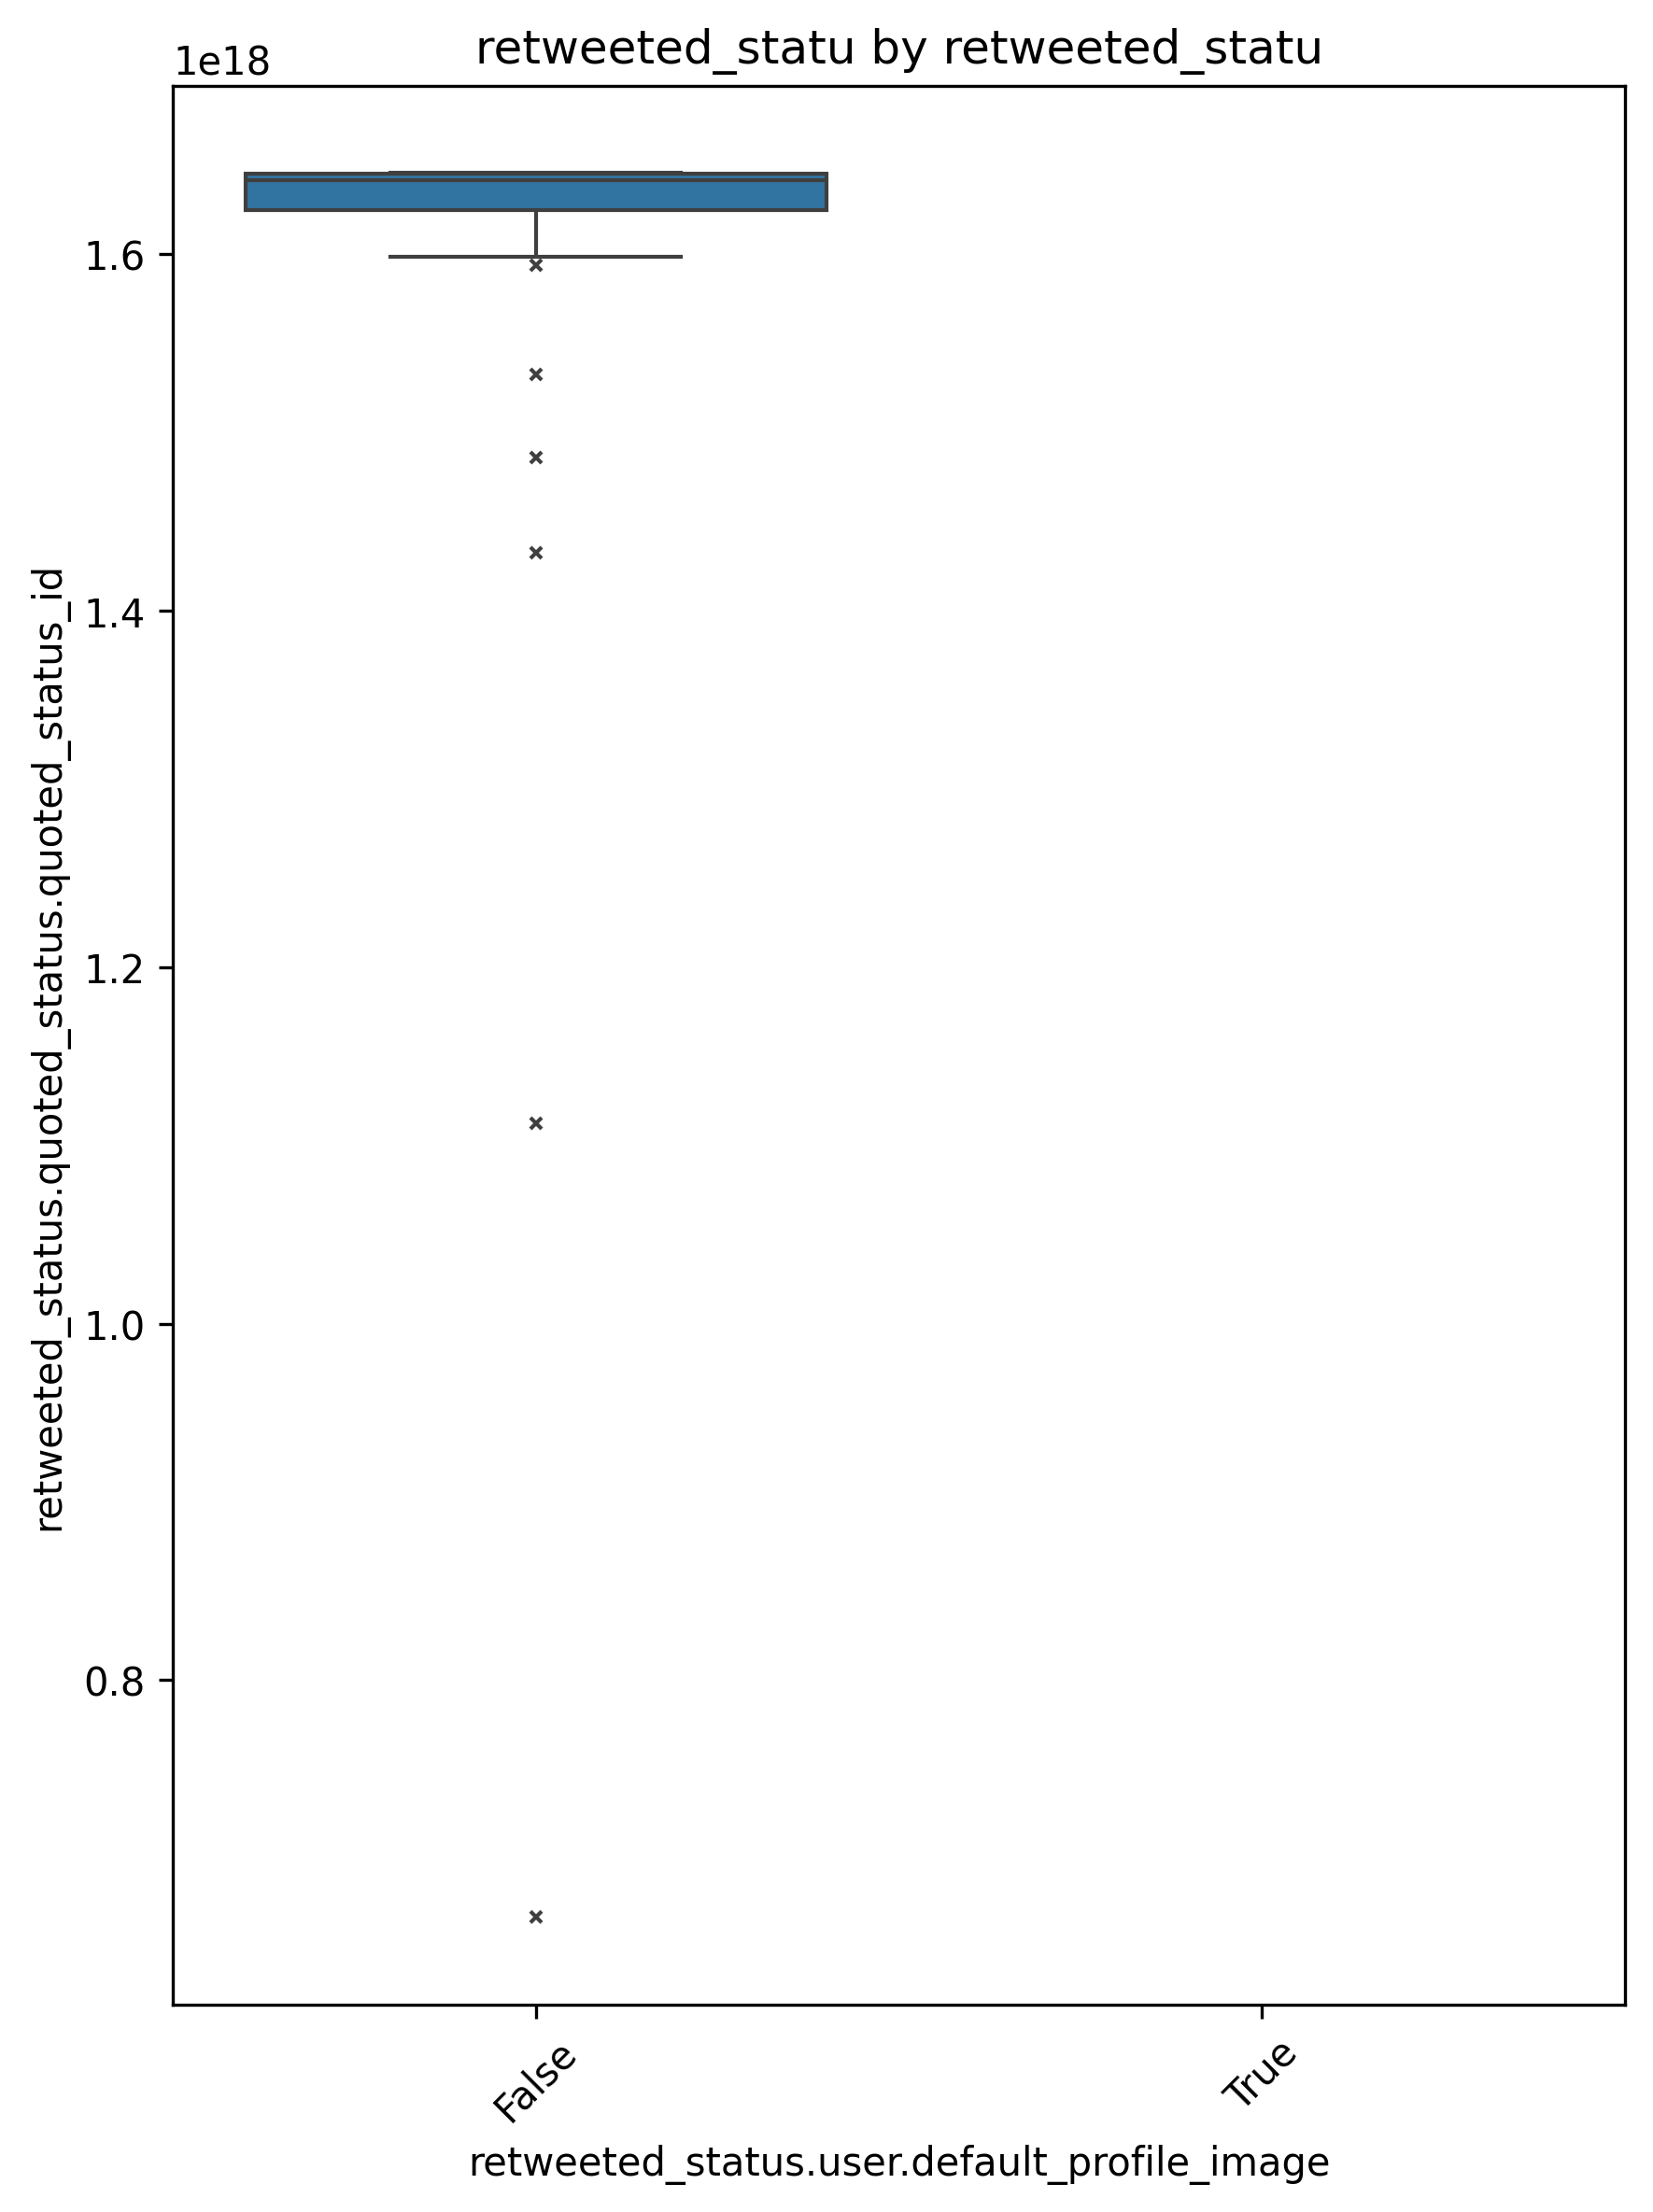 retweeted_statu by retweeted_statu
1e18
1.6
1.4
1.2
1.0
0.8
retweeted_status.quoted_status.quoted_status_id
False
True
retweeted_status.user.default_profile_image